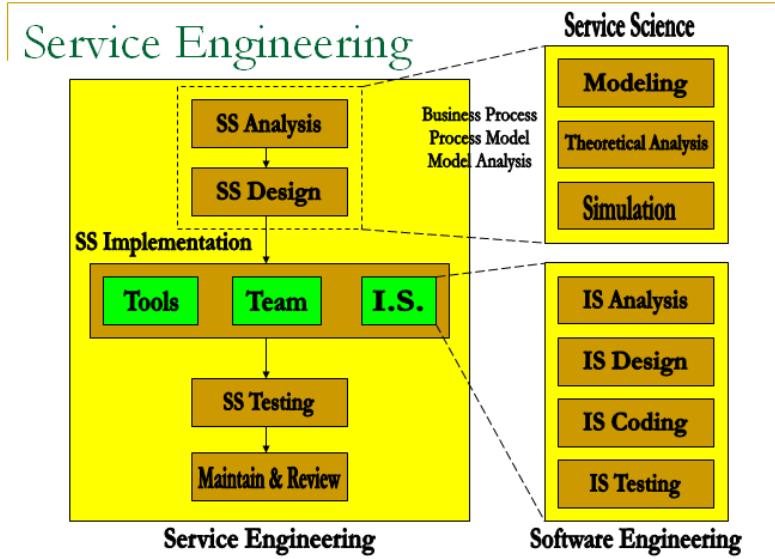 Service Engineering
Service Science
SS Analysis
SS Design
Business Process
Process Model
Model Analysis
Modeling
Theoretical Analysis
Simulation
SS Implementation
Tools
Team
I.S.
SS Testing
Maintain & Review
IS Analysis
IS Design
IS Coding
IS Testing
Service Engineering
Software Engineering